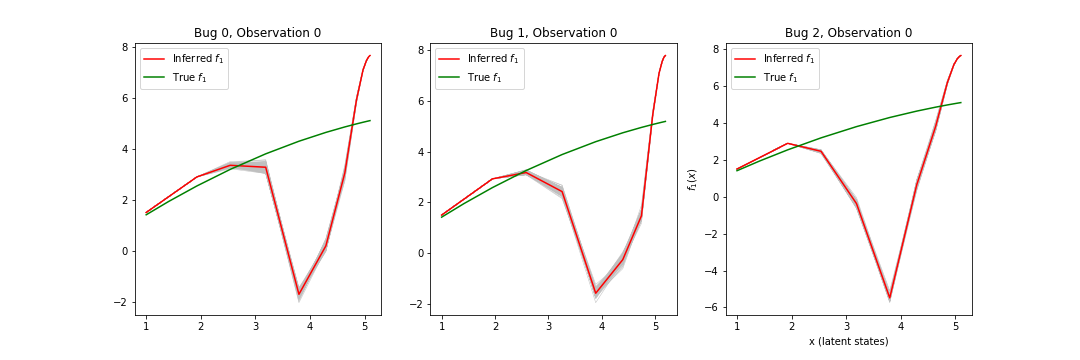 Bug 0, Observation 0
Inferred f₁
True f₁
8
6
4
2
0
−2
1 2 3 4 5
Bug 1, Observation 0
Inferred f₁
True f₁
8
6
4
2
0
−2
1 2 3 4 5
Bug 2, Observation 0
Inferred f₁
True f₁
f₁(x)
8
6
4
2
0
−2
−4
−6
1 2 3 4 5
x (latent states)